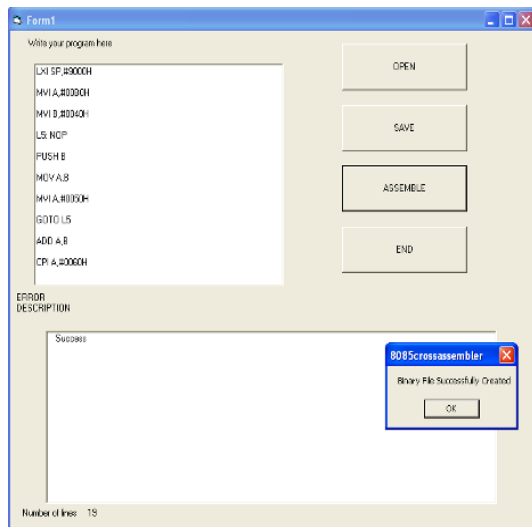 Form1
Write your program here
LXI SP,#9000H
MVI A,#0030H
MVI B,#0040H
L5: NOP
PUSH B
MOV A,B
MVI A,#0050H
GOTO L5
ADD A,B
CPI A,#0060H
OPEN
SAVE
ASSEMBLE
END
ERROR
DESCRIPTION
Success
8085crossassembler
Binary File Successfully Created
OK
Number of lines 19